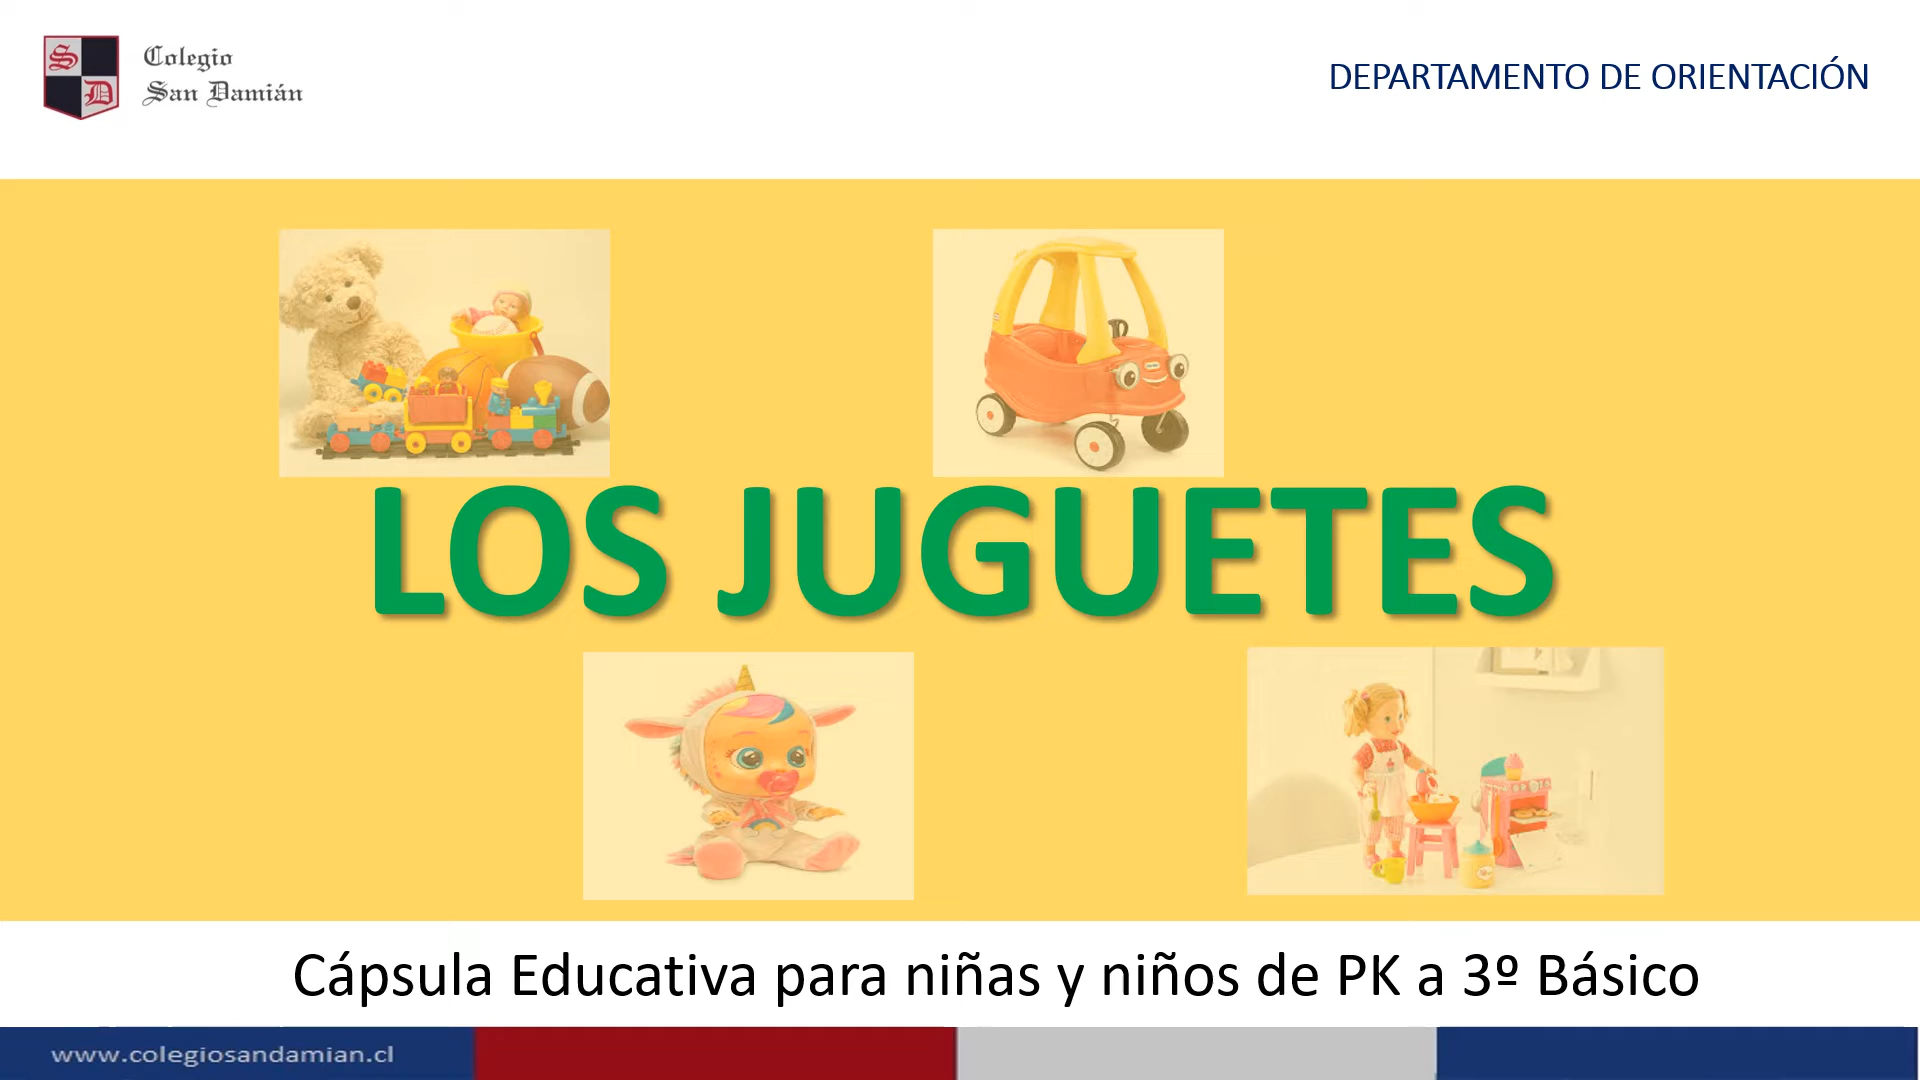 Colegio
San Damián
DEPARTAMENTO DE ORIENTACIÓN
LOS JUGUETES
Cápsula Educativa para niñas y niños de PK a 3º Básico
www.colegiosandamian.cl